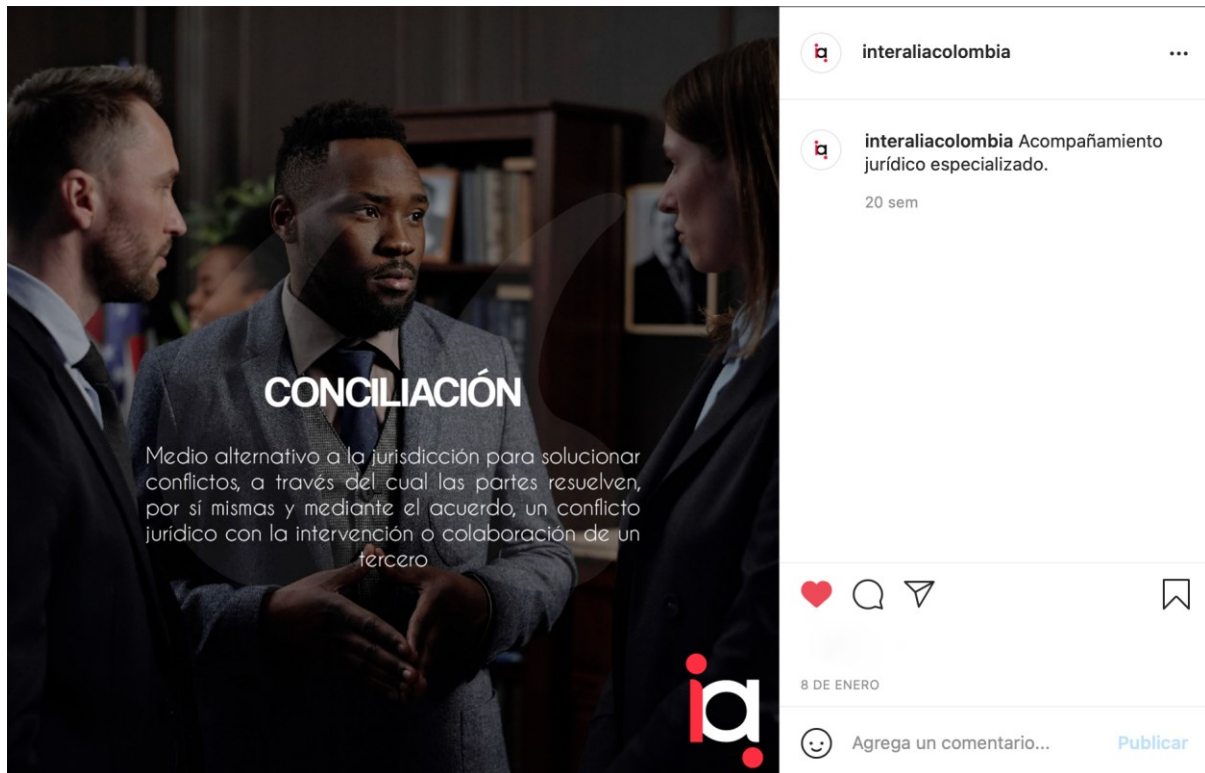 interaliacolombia
interaliacolombia Acompañamiento
jurídico especializado.
20 sem
CONCILIACIÓN
Medio alternativo a la jurisdicción para solucionar
conflictos, a través del cual las partes resuelven,
por sí mismas y mediante el acuerdo, un conflicto
jurídico con la intervención o colaboración de un
tercero
ia
8 DE ENERO
Agrega un comentario...
Publicar